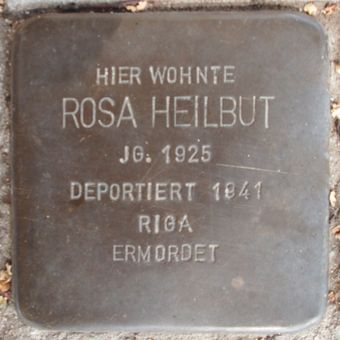 HIER WOHNTE
ROSA HEILBUT
JG. 1925
DEPORTIERT 1941
RIGA
ERMORDET